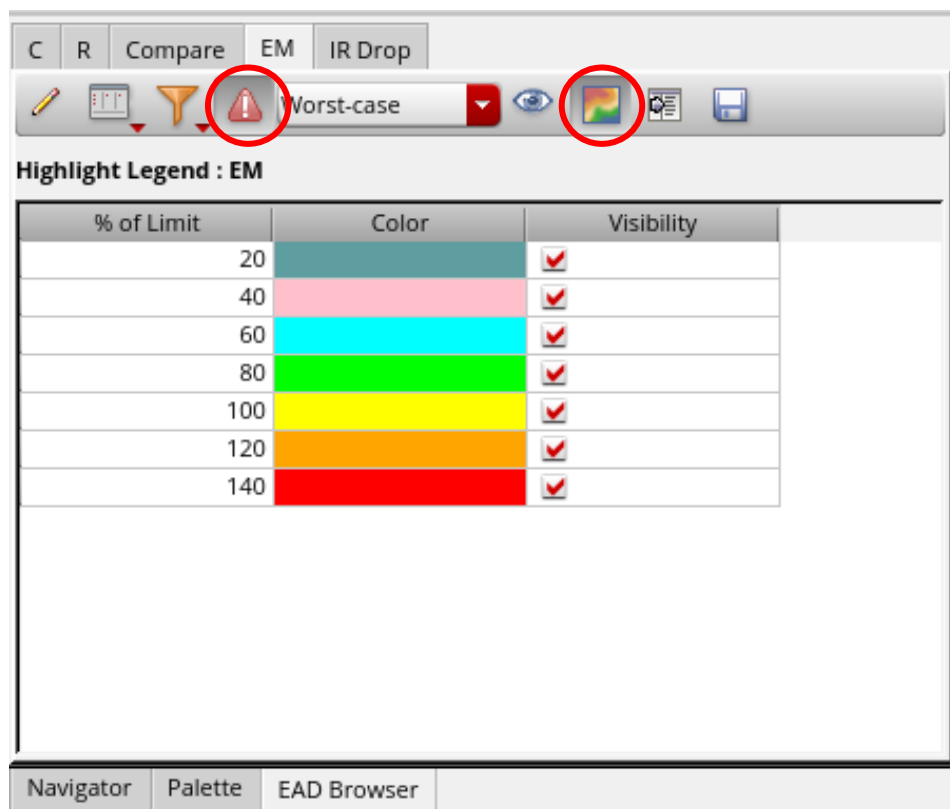 C R Compare EM IR Drop
Worst-case
Highlight Legend : EM
% of Limit Color Visibility
20
40
60
80
100
120
140
Navigator Palette EAD Browser